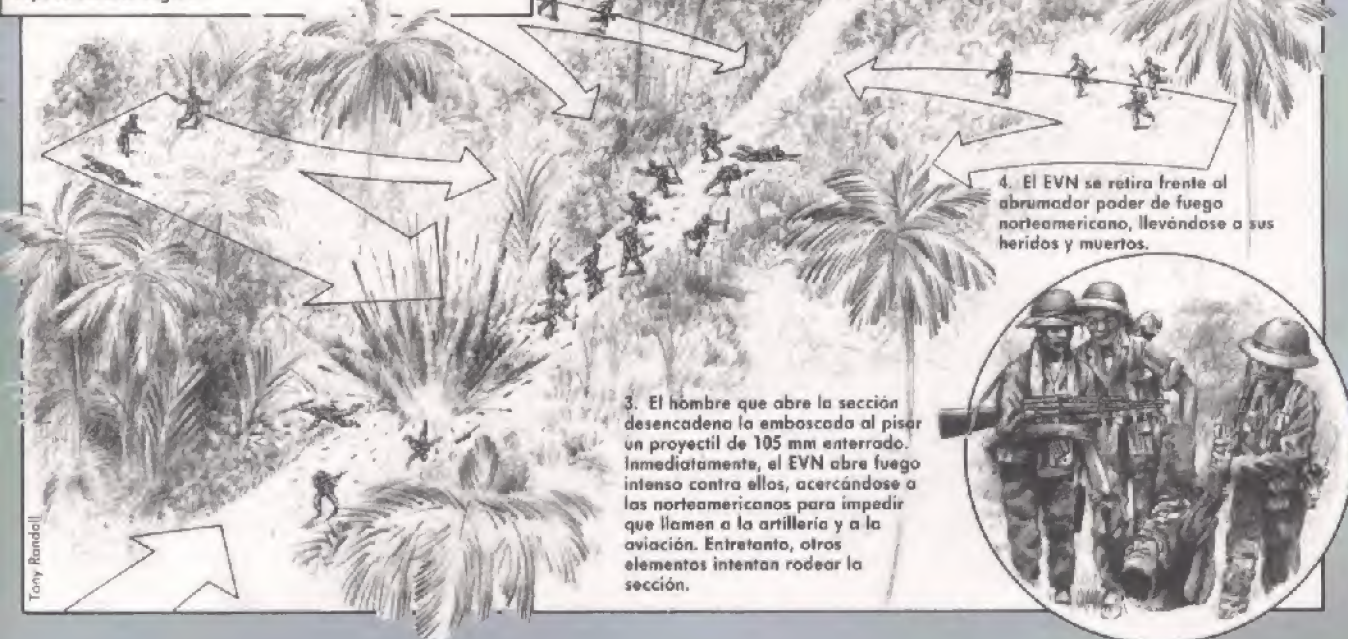 4. El EVN se retira frente al
abrumador poder de fuego
norteamericano, llevándose a sus
heridos y muertos.
3. El hombre que abre la sección
desencadena la emboscada al pisar
un proyectil de 105 mm enterrado.
Inmediatamente, el EVN abre fuego
intenso contra ellos, acercándose a
los norteamericanos para impedir
que llamen a la artillería y a la
aviación. Entretanto, otros
elementos intentan rodear la
sección.
Tony Randall